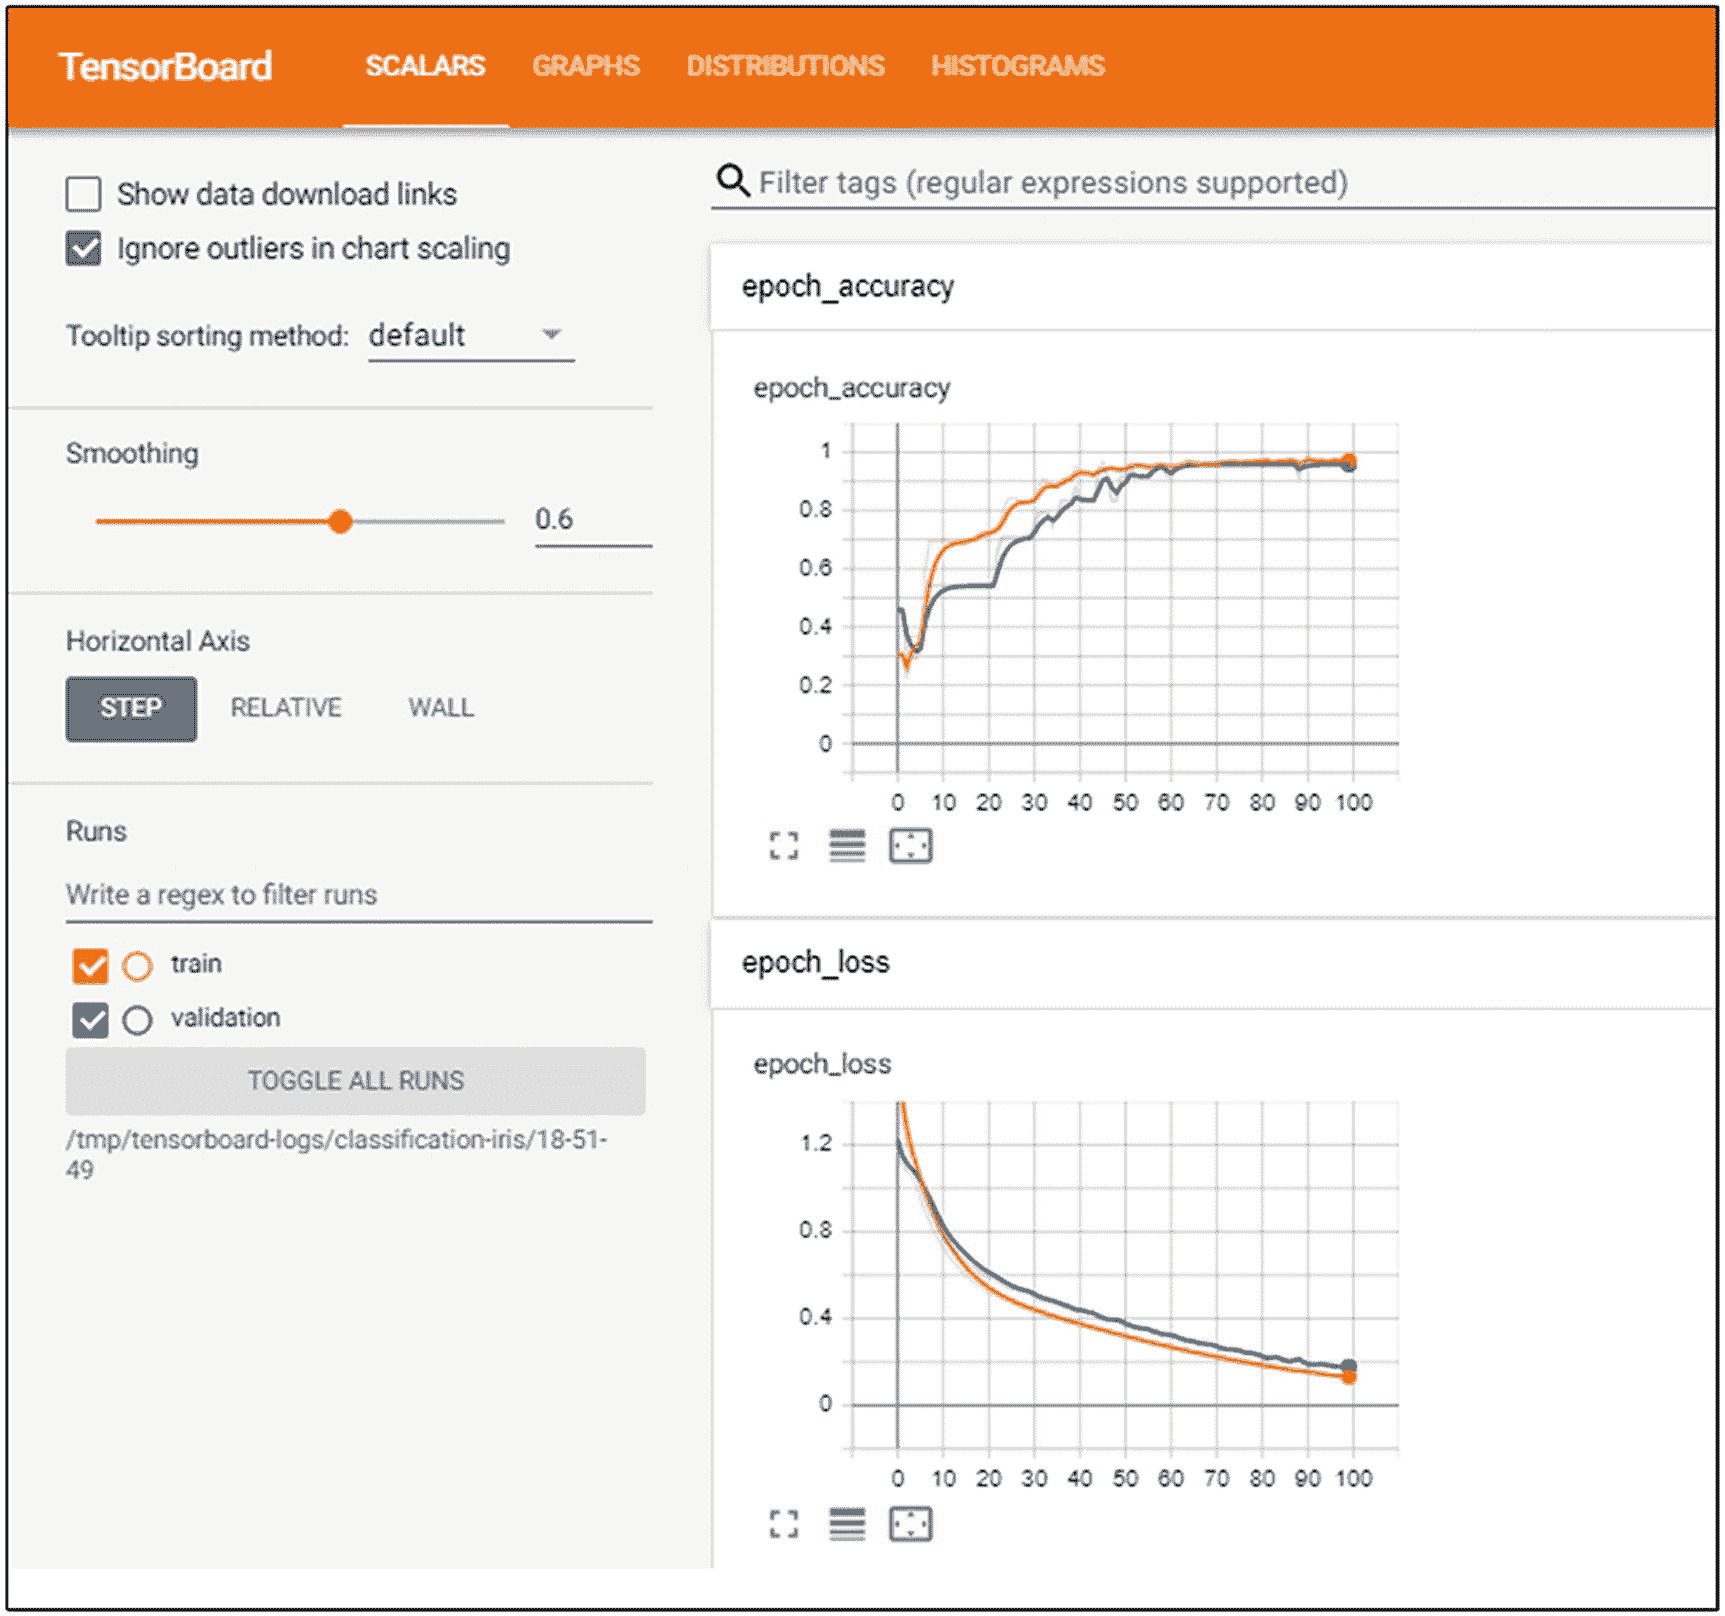 TensorBoard SCALARS GRAPHS DISTRIBUTIONS HISTOGRAMS
Show data download links
Ignore outliers in chart scaling
Tooltip sorting method: default
Smoothing
0.6
Horizontal Axis
STEP RELATIVE WALL
Runs
Write a regex to filter runs
train
validation
TOGGLE ALL RUNS
/tmp/tensorboard-logs/classification-iris/18-51-
49
Filter tags (regular expressions supported)
epoch_accuracy
epoch_accuracy
1
0.8
0.6
0.4
0.2
0
0 10 20 30 40 50 60 70 80 90 100
epoch_loss
epoch_loss
1.2
0.8
0.4
0
0 10 20 30 40 50 60 70 80 90 100